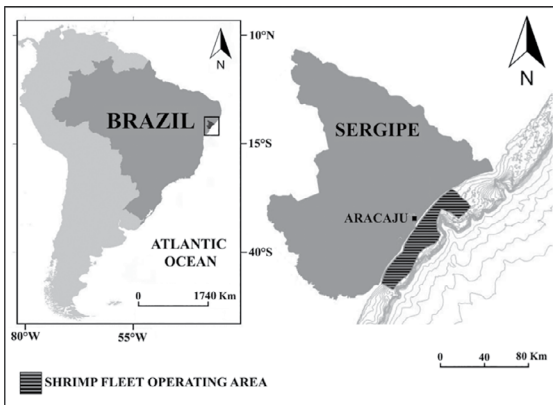 N
10°N
BRAZIL
15°S
ATLANTIC
OCEAN
40°S
0
1740 Km
80°W
55°W
N
SERGIPE
ARACAJU
0 40 80 Km
SHRIMP FLEET OPERATING AREA